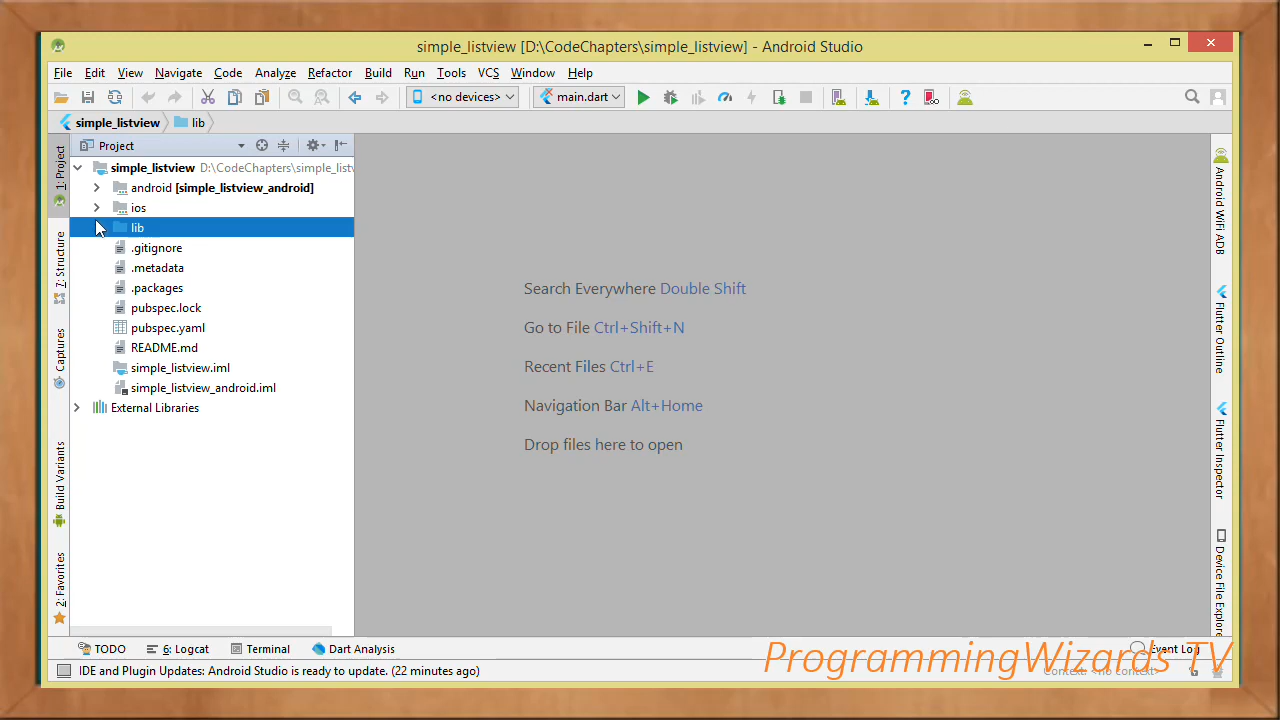 simple_listview [D:\CodeChapters\simple_listview] - Android Studio
File Edit View Navigate Code Analyze Refactor Build Run Tools VCS Window Help
<no devices> main.dart
simple_listview lib
Project
1: Project
7: Structure
Captures
Build Variants
2: Favorites
simple_listview D:\CodeChapters\simple_listv
android [simple_listview_android]
ios
lib
.gitignore
.metadata
.packages
pubspec.lock
pubspec.yaml
README.md
simple_listview.iml
simple_listview_android.iml
External Libraries
Search Everywhere Double Shift
Go to File Ctrl+Shift+N
Recent Files Ctrl+E
Navigation Bar Alt+Home
Drop files here to open
Android WiFi ADB
Flutter Outline
Flutter Inspector
Device File Explore
TODO 6: Logcat Terminal Dart Analysis Event Log
IDE and Plugin Updates: Android Studio is ready to update. (22 minutes ago) Context: <no context>
ProgrammingWizards TV